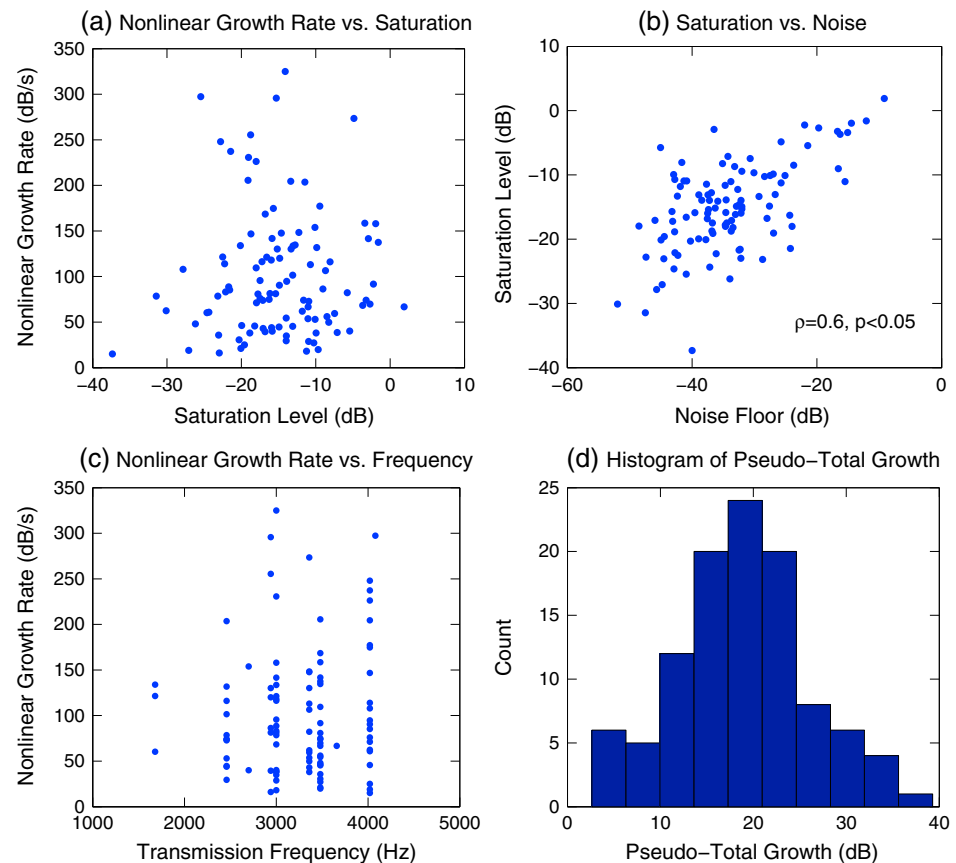 (a) Nonlinear Growth Rate vs. Saturation
350
300
250
200
150
100
50
0
Nonlinear Growth Rate (dB/s)
−40 −30 −20 −10 0 10
Saturation Level (dB)
(b) Saturation vs. Noise
10
0
−10
−20
−30
−40
Saturation Level (dB)
ρ=0.6, p<0.05
−60 −40 −20 0
Noise Floor (dB)
(c) Nonlinear Growth Rate vs. Frequency
350
300
250
200
150
100
50
0
Nonlinear Growth Rate (dB/s)
1000 2000 3000 4000 5000
Transmission Frequency (Hz)
(d) Histogram of Pseudo−Total Growth
25
20
15
10
5
0
Count
0 10 20 30 40
Pseudo−Total Growth (dB)